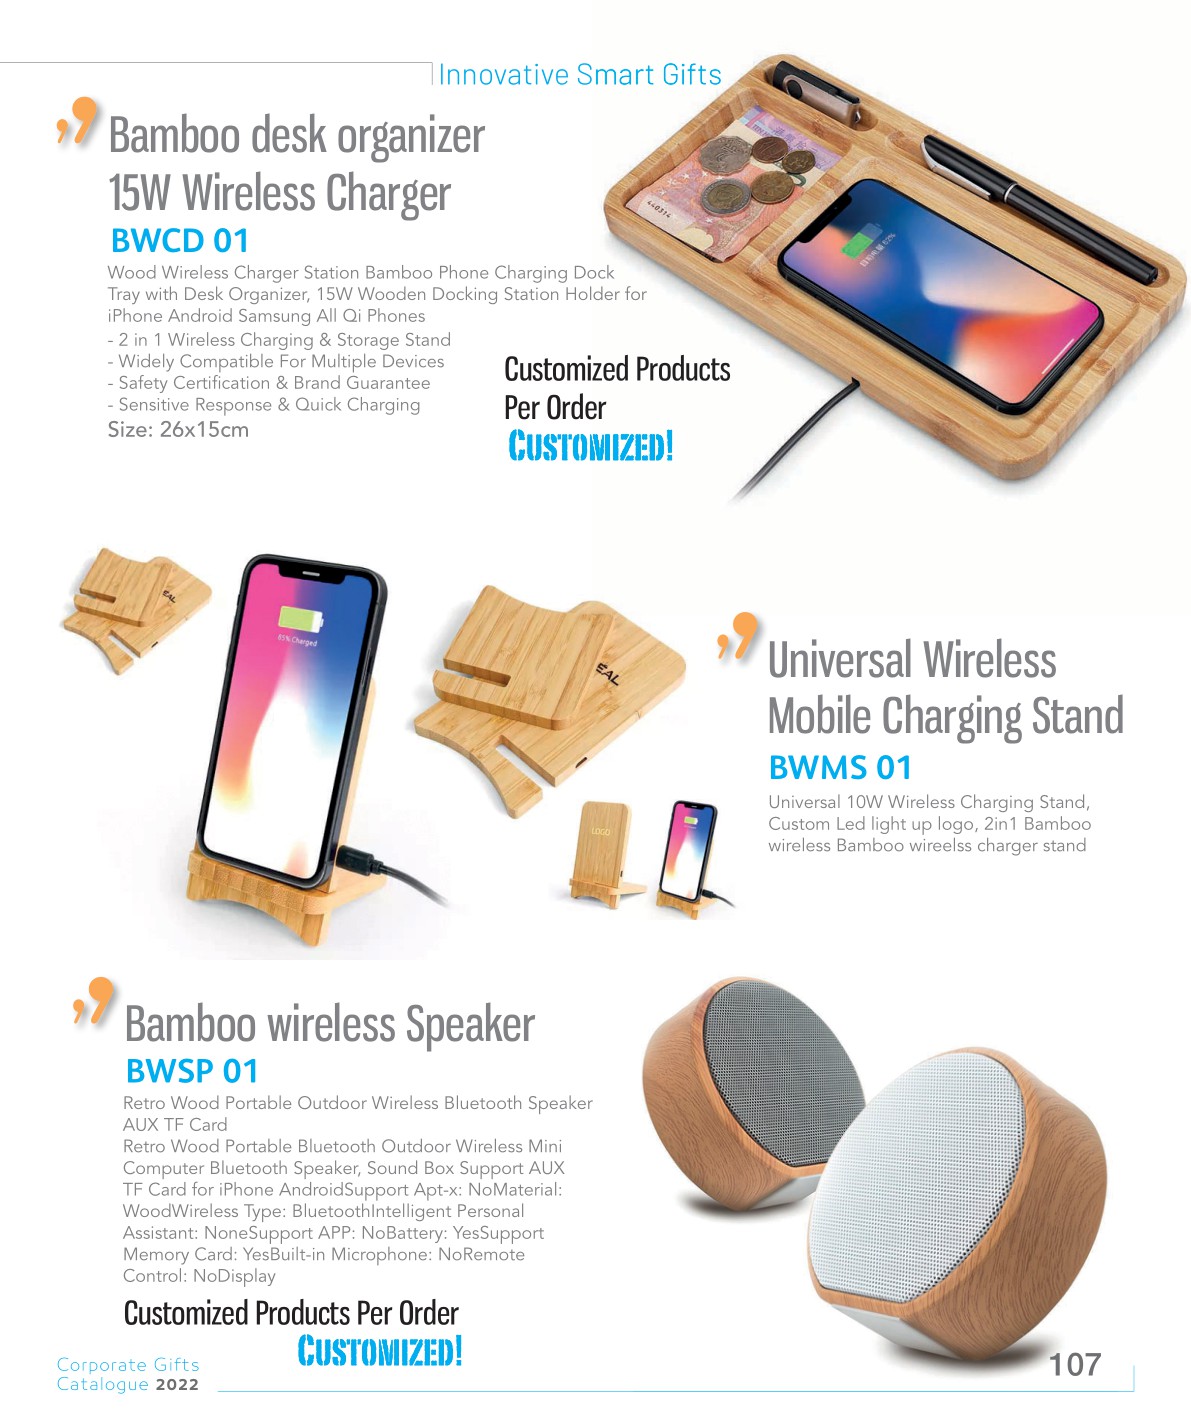 Innovative Smart Gifts
Bamboo desk organizer
15W Wireless Charger
BWCD 01
Wood Wireless Charger Station Bamboo Phone Charging Dock
Tray with Desk Organizer, 15W Wooden Docking Station Holder for
iPhone Android Samsung All Qi Phones
- 2 in 1 Wireless Charging & Storage Stand
- Widely Compatible For Multiple Devices
- Safety Certification & Brand Guarantee
- Sensitive Response & Quick Charging
Size: 26x15cm
Customized Products
Per Order
CUSTOMIZED!
440314
EAL
85% Charged
EAL
LOGO
Universal Wireless
Mobile Charging Stand
BWMS 01
Universal 10W Wireless Charging Stand,
Custom Led light up logo, 2in1 Bamboo
wireless Bamboo wireelss charger stand
Bamboo wireless Speaker
BWSP 01
Retro Wood Portable Outdoor Wireless Bluetooth Speaker
AUX TF Card
Retro Wood Portable Bluetooth Outdoor Wireless Mini
Computer Bluetooth Speaker, Sound Box Support AUX
TF Card for iPhone AndroidSupport Apt-x: NoMaterial:
WoodWireless Type: BluetoothIntelligent Personal
Assistant: NoneSupport APP: NoBattery: YesSupport
Memory Card: YesBuilt-in Microphone: NoRemote
Control: NoDisplay
Customized Products Per Order
CUSTOMIZED!
Corporate Gifts
Catalogue 2022
107